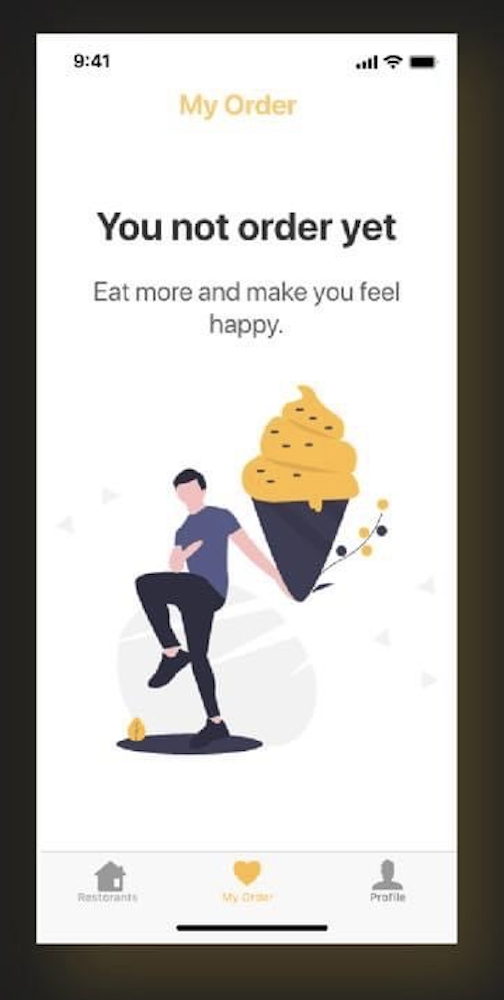 9:41
My Order
You not order yet
Eat more and make you feel
happy.
Restorants
My Order
Profile